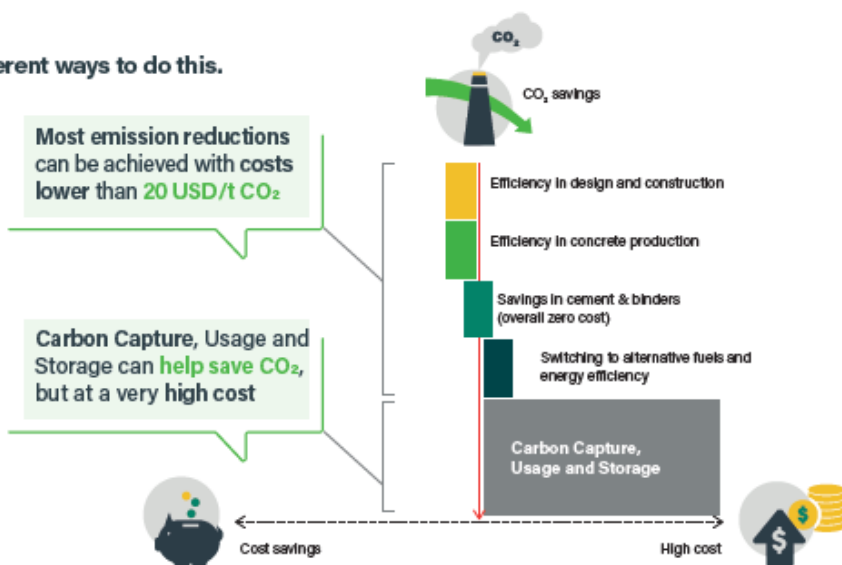 erent ways to do this.
CO₂
CO₂ savings
Most emission reductions
can be achieved with costs
lower than 20 USD/t CO₂
Efficiency in design and construction
Efficiency in concrete production
Savings in cement & binders
(overall zero cost)
Switching to alternative fuels and
energy efficiency
Carbon Capture, Usage and
Storage can help save CO₂,
but at a very high cost
Carbon Capture,
Usage and Storage
$
$
Cost savings
High cost